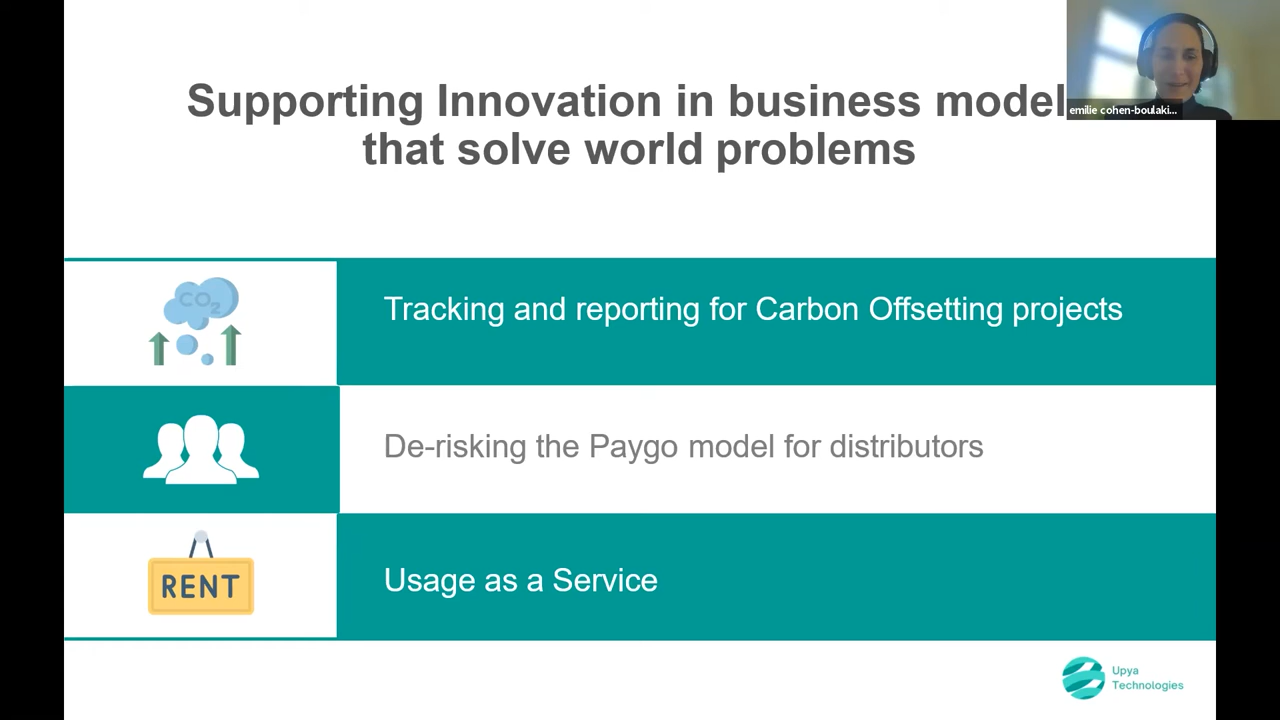 Supporting Innovation in business model
that solve world problems
emilie cohen-boulaki...
CO2
Tracking and reporting for Carbon Offsetting projects
De-risking the Paygo model for distributors
RENT
Usage as a Service
Upya
Technologies